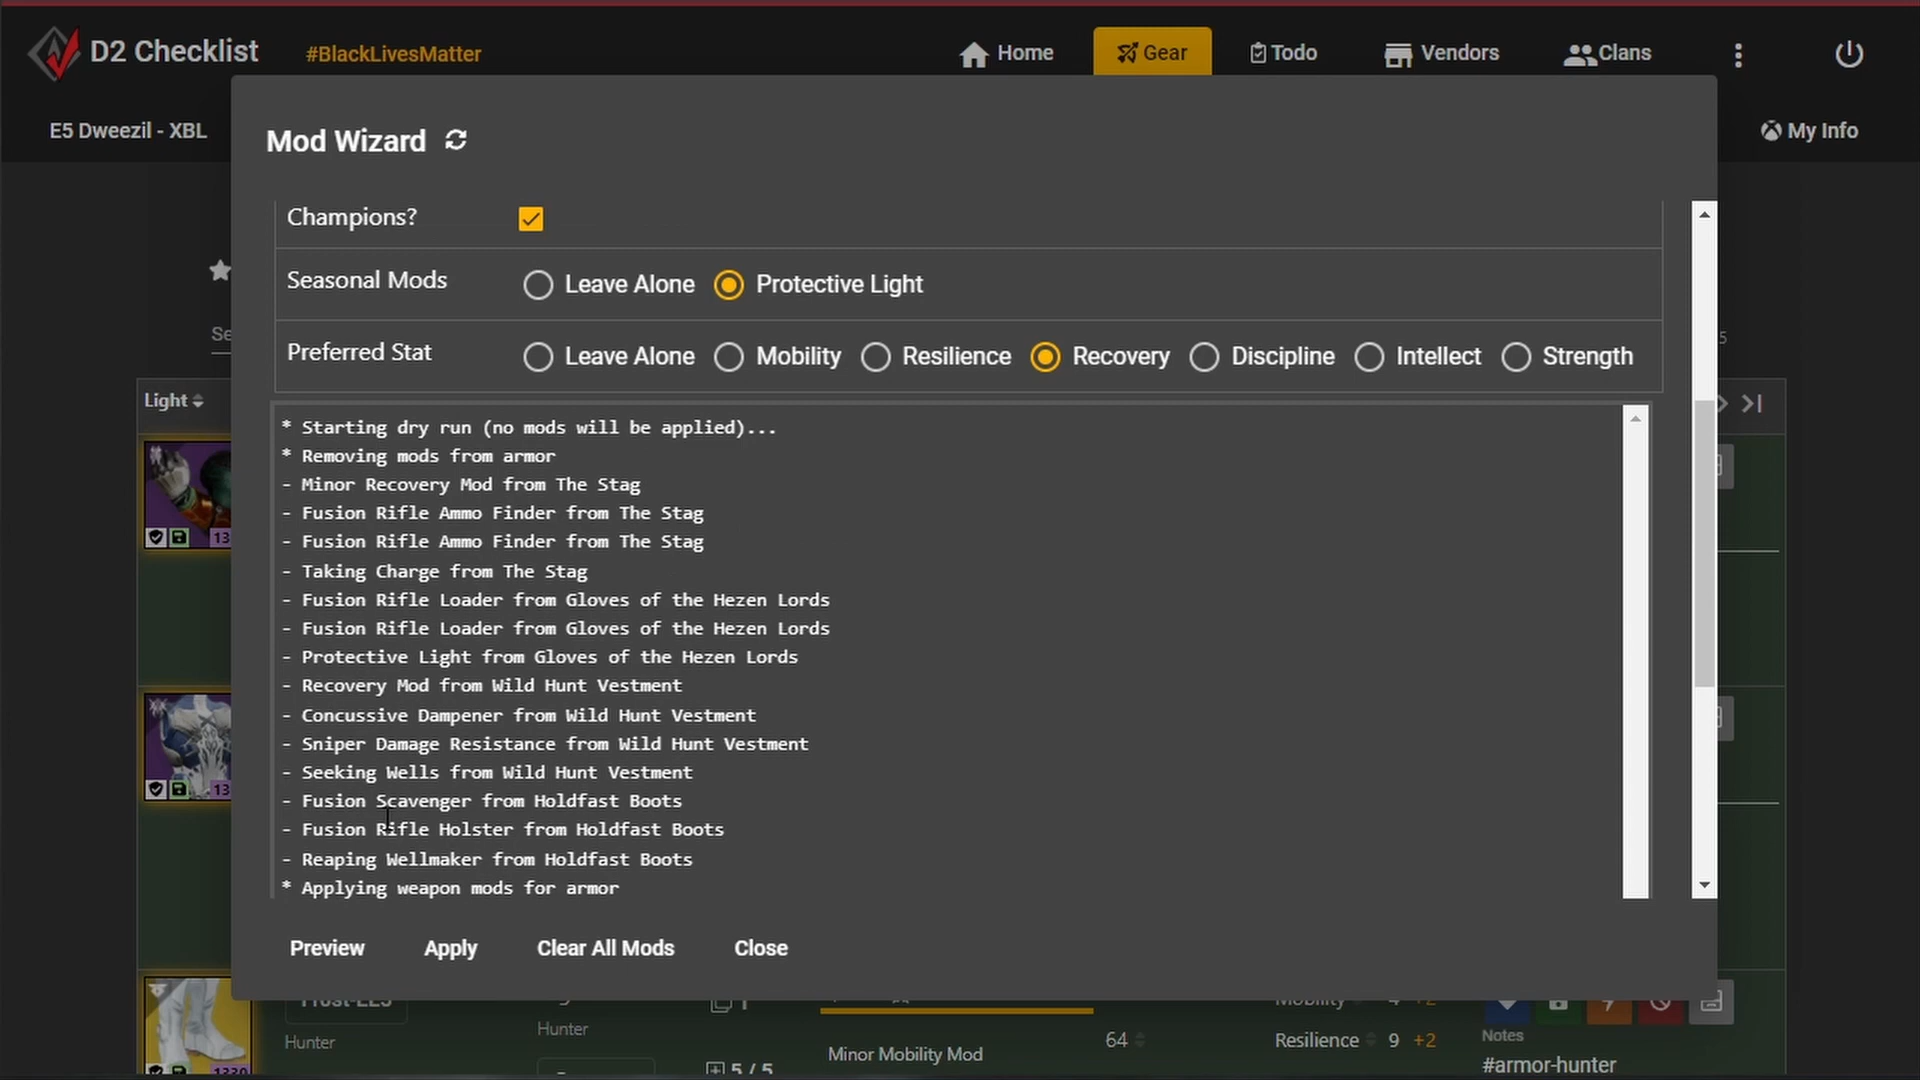 D2 Checklist
#BlackLivesMatter
Home
Gear
Todo
Vendors
Clans
E5 Dweezil - XBL
My Info
Mod Wizard
Champions?
Seasonal Mods
Leave Alone
Protective Light
Preferred Stat
Leave Alone
Mobility
Resilience
Recovery
Discipline
Intellect
Strength
Light
* Starting dry run (no mods will be applied)...
* Removing mods from armor
- Minor Recovery Mod from The Stag
- Fusion Rifle Ammo Finder from The Stag
- Fusion Rifle Ammo Finder from The Stag
- Taking Charge from The Stag
- Fusion Rifle Loader from Gloves of the Hezen Lords
- Fusion Rifle Loader from Gloves of the Hezen Lords
- Protective Light from Gloves of the Hezen Lords
- Recovery Mod from Wild Hunt Vestment
- Concussive Dampener from Wild Hunt Vestment
- Sniper Damage Resistance from Wild Hunt Vestment
- Seeking Wells from Wild Hunt Vestment
- Fusion Scavenger from Holdfast Boots
- Fusion Rifle Holster from Holdfast Boots
- Reaping Wellmaker from Holdfast Boots
* Applying weapon mods for armor
Preview
Apply
Clear All Mods
Close
Hunter
Hunter
5 / 5
Minor Mobility Mod
64
Mobility 4 +2
Resilience 9 +2
Notes
#armor-hunter